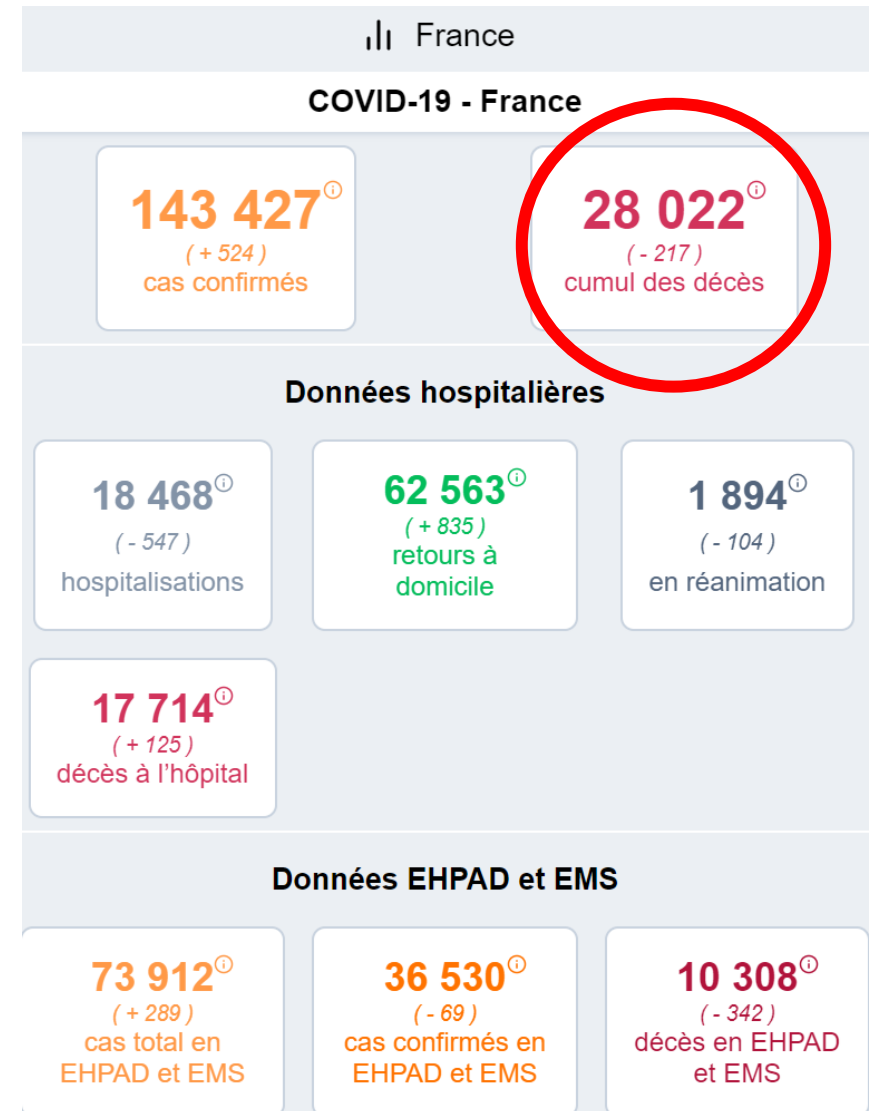 France
COVID-19 - France
143 427
( + 524 )
cas confirmés
28 022
( - 217 )
cumul des décès
Données hospitalières
18 468
( - 547 )
hospitalisations
62 563
( + 835 )
retours à
domicile
1 894
( - 104 )
en réanimation
17 714
( + 125 )
décès à l'hôpital
Données EHPAD et EMS
73 912
( + 289 )
cas total en
EHPAD et EMS
36 530
( - 69 )
cas confirmés en
EHPAD et EMS
10 308
( - 342 )
décès en EHPAD
et EMS